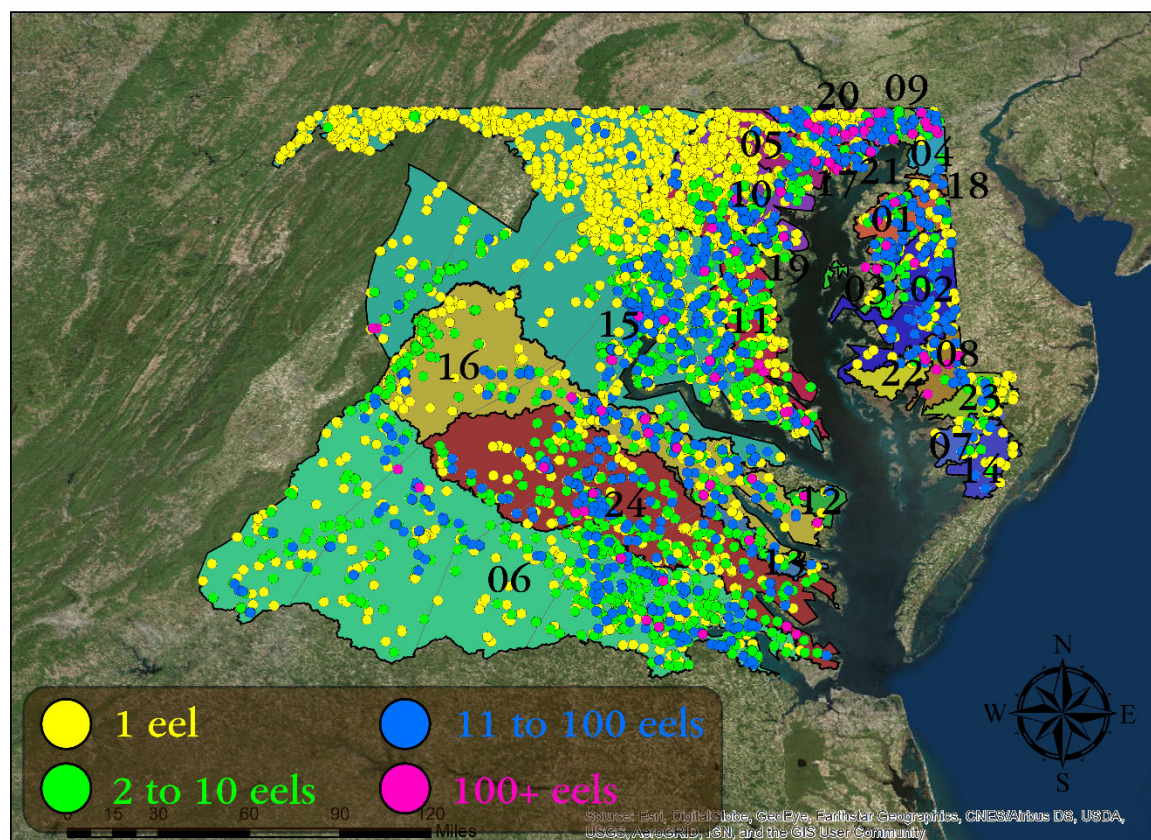 20 09
05 04
17 21
10 18
01
19
03 02
15 11
08
16 22 23
07
14
12
24
13
06
N
W E
S
1 eel 11 to 100 eels
2 to 10 eels 100+ eels
0 15 30 60 90 120
Miles
Source: Esri, DigitalGlobe, GeoEye, Earthstar Geographics, CNES/Airbus DS, USDA,
USGS, AeroGRID, IGN, and the GIS User Community